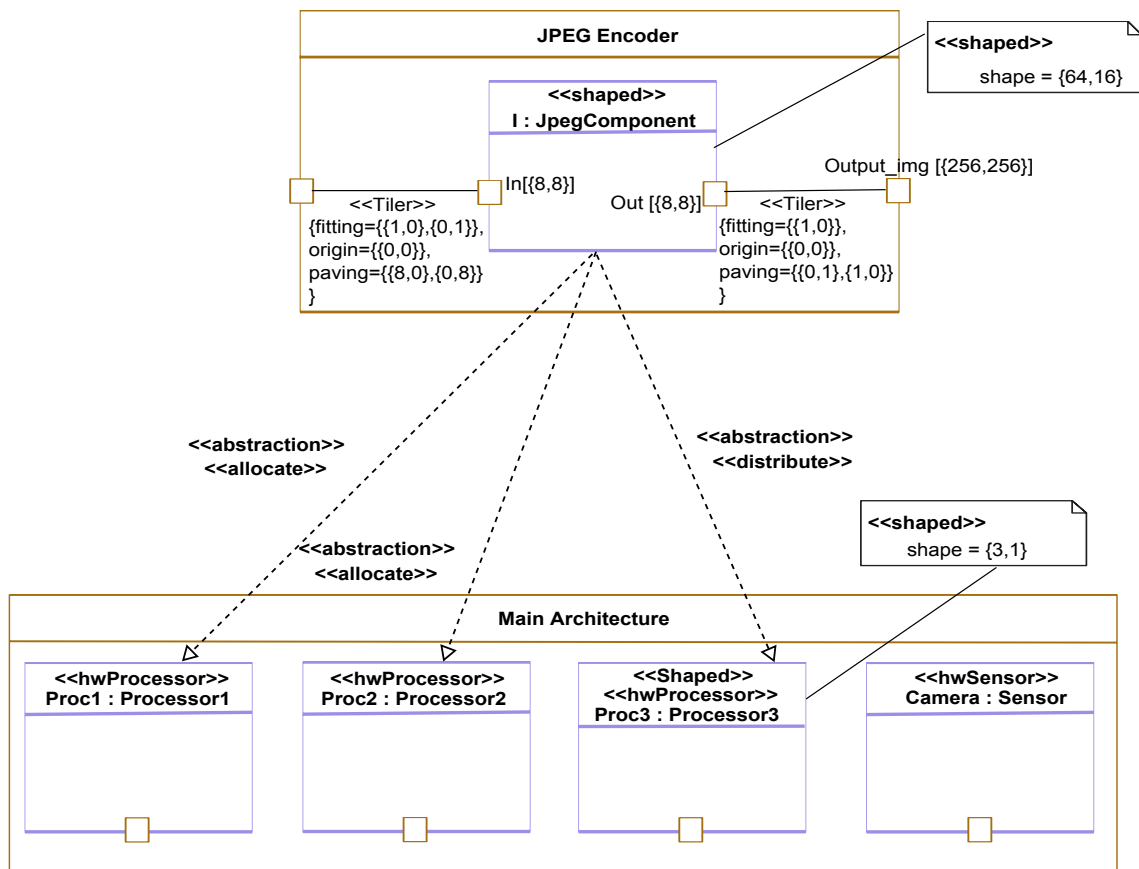 JPEG Encoder
<<shaped>>
shape = {64,16}
<<shaped>>
I : JpegComponent
Output_img [{256,256}]
In[{8,8}]
Out [{8,8}]
<<Tiler>>
{fitting={{1,0},{0,1}},
origin={{0,0}},
paving={{8,0},{0,8}}
}
<<Tiler>>
{fitting={{1,0}},
origin={{0,0}},
paving={{0,1},{1,0}}
}
<<abstraction>>
<<allocate>>
<<abstraction>>
<<distribute>>
<<abstraction>>
<<allocate>>
<<shaped>>
shape = {3,1}
Main Architecture
<<hwProcessor>>
Proc1 : Processor1
<<hwProcessor>>
Proc2 : Processor2
<<Shaped>>
<<hwProcessor>>
Proc3 : Processor3
<<hwSensor>>
Camera : Sensor